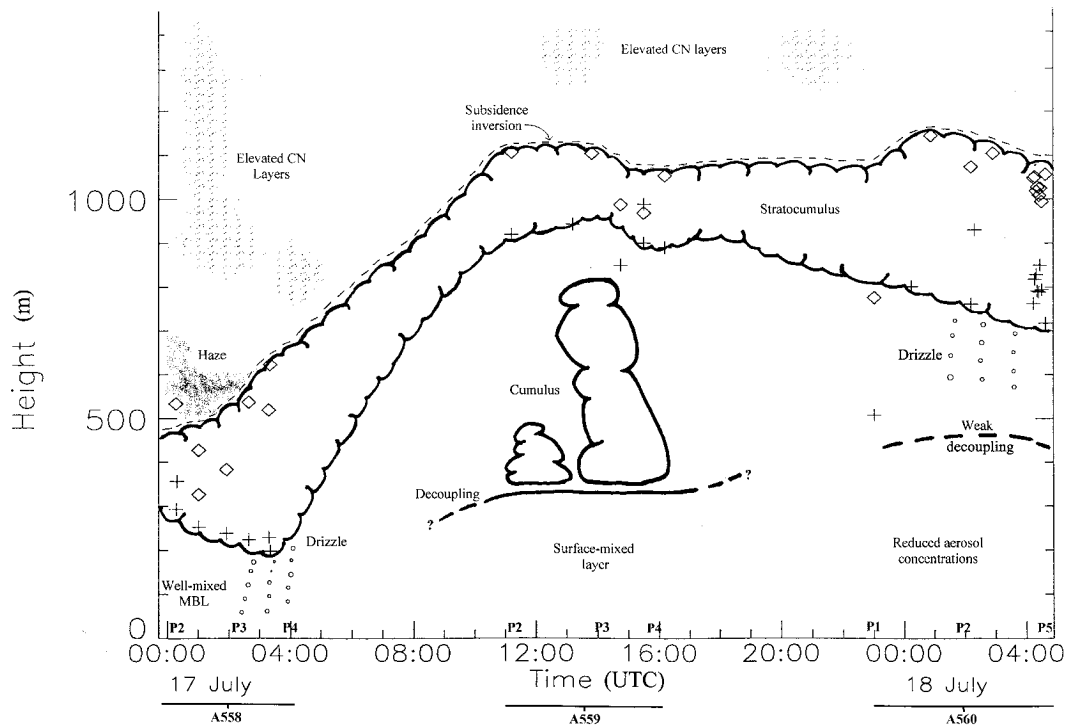 Elevated CN layers
Subsidence
inversion
Elevated CN
Layers
1000
Stratocumulus
Height (m)
Haze
Drizzle
Cumulus
500
Weak
decoupling
Decoupling
?
?
Drizzle
Surface-mixed
layer
Reduced aerosol
concentrations
Well-mixed
MBL
0
P2 P3 P4 P2 P3 P4 P1 P2 P5
00:00 04:00 08:00 12:00 16:00 20:00 00:00 04:00
17 July Time (UTC) 18 July
A558 A559 A560